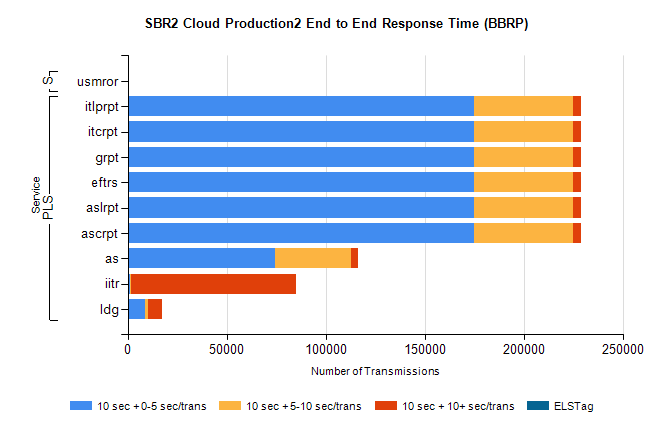 SBR2 Cloud Production2 End to End Response Time (BBRP)
usmror
itlprpt
itcrpt
grpt
eftrs
aslrpt
ascrpt
as
iitr
ldg
S
PLS
Service
0 50000 100000 150000 200000 250000
Number of Transmissions
10 sec +0-5 sec/trans 10 sec +5-10 sec/trans 10 sec + 10+ sec/trans ELSTag